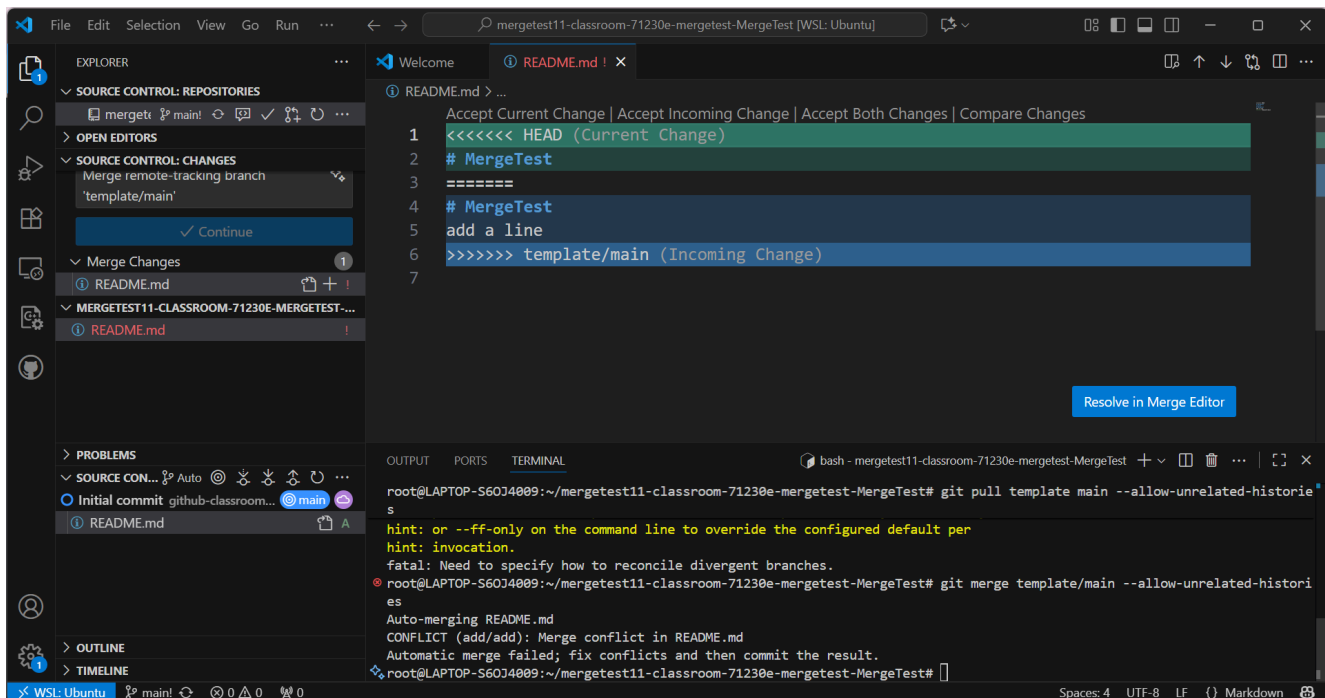 File Edit Selection View Go Run ··· mergetest11-classroom-71230e-mergetest-MergeTest [WSL: Ubuntu]
EXPLORER ···
SOURCE CONTROL: REPOSITORIES
main! ···
OPEN EDITORS
SOURCE CONTROL: CHANGES
Merge remote-tracking branch
'template/main'
Continue
Merge Changes 1
README.md !
MERGETEST11-CLASSROOM-71230E-MERGETEST-...
README.md !
PROBLEMS
SOURCE CON... Auto ···
Initial commit github-classroom... main
README.md A
OUTLINE
TIMELINE
1
1
Welcome README.md !
README.md > ...
Accept Current Change | Accept Incoming Change | Accept Both Changes | Compare Changes
1 <<<<<<< HEAD (Current Change)
2 # MergeTest
3 =======
4 # MergeTest
5 add a line
6 >>>>>>> template/main (Incoming Change)
7
Resolve in Merge Editor
OUTPUT PORTS TERMINAL bash - mergetest11-classroom-71230e-mergetest-MergeTest ···
root@LAPTOP-S6OJ4009:~/mergetest11-classroom-71230e-mergetest-MergeTest# git pull template main --allow-unrelated-historie
s
hint: or --ff-only on the command line to override the configured default per
hint: invocation.
fatal: Need to specify how to reconcile divergent branches.
root@LAPTOP-S6OJ4009:~/mergetest11-classroom-71230e-mergetest-MergeTest# git merge template/main --allow-unrelated-histori
es
Auto-merging README.md
CONFLICT (add/add): Merge conflict in README.md
Automatic merge failed; fix conflicts and then commit the result.
root@LAPTOP-S6OJ4009:~/mergetest11-classroom-71230e-mergetest-MergeTest#
WSL: Ubuntu main! 0 0 0 Spaces: 4 UTF-8 LF {} Markdown